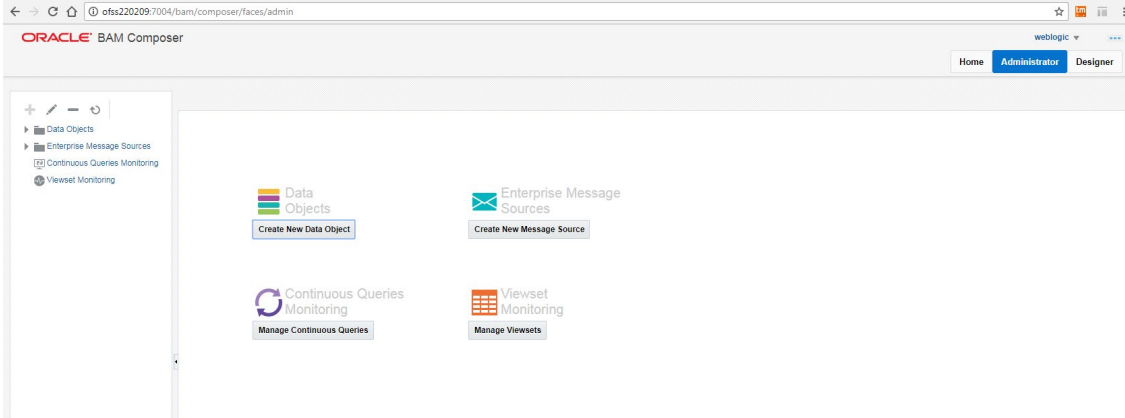 ofss220209:7004/bam/composer/faces/admin
ORACLE® BAM Composer
weblogic
Home Administrator Designer
Data Objects
Enterprise Message Sources
Continuous Queries Monitoring
Viewset Monitoring
Data
Objects
Create New Data Object
Enterprise Message
Sources
Create New Message Source
Continuous Queries
Monitoring
Manage Continuous Queries
Viewset
Monitoring
Manage Viewsets